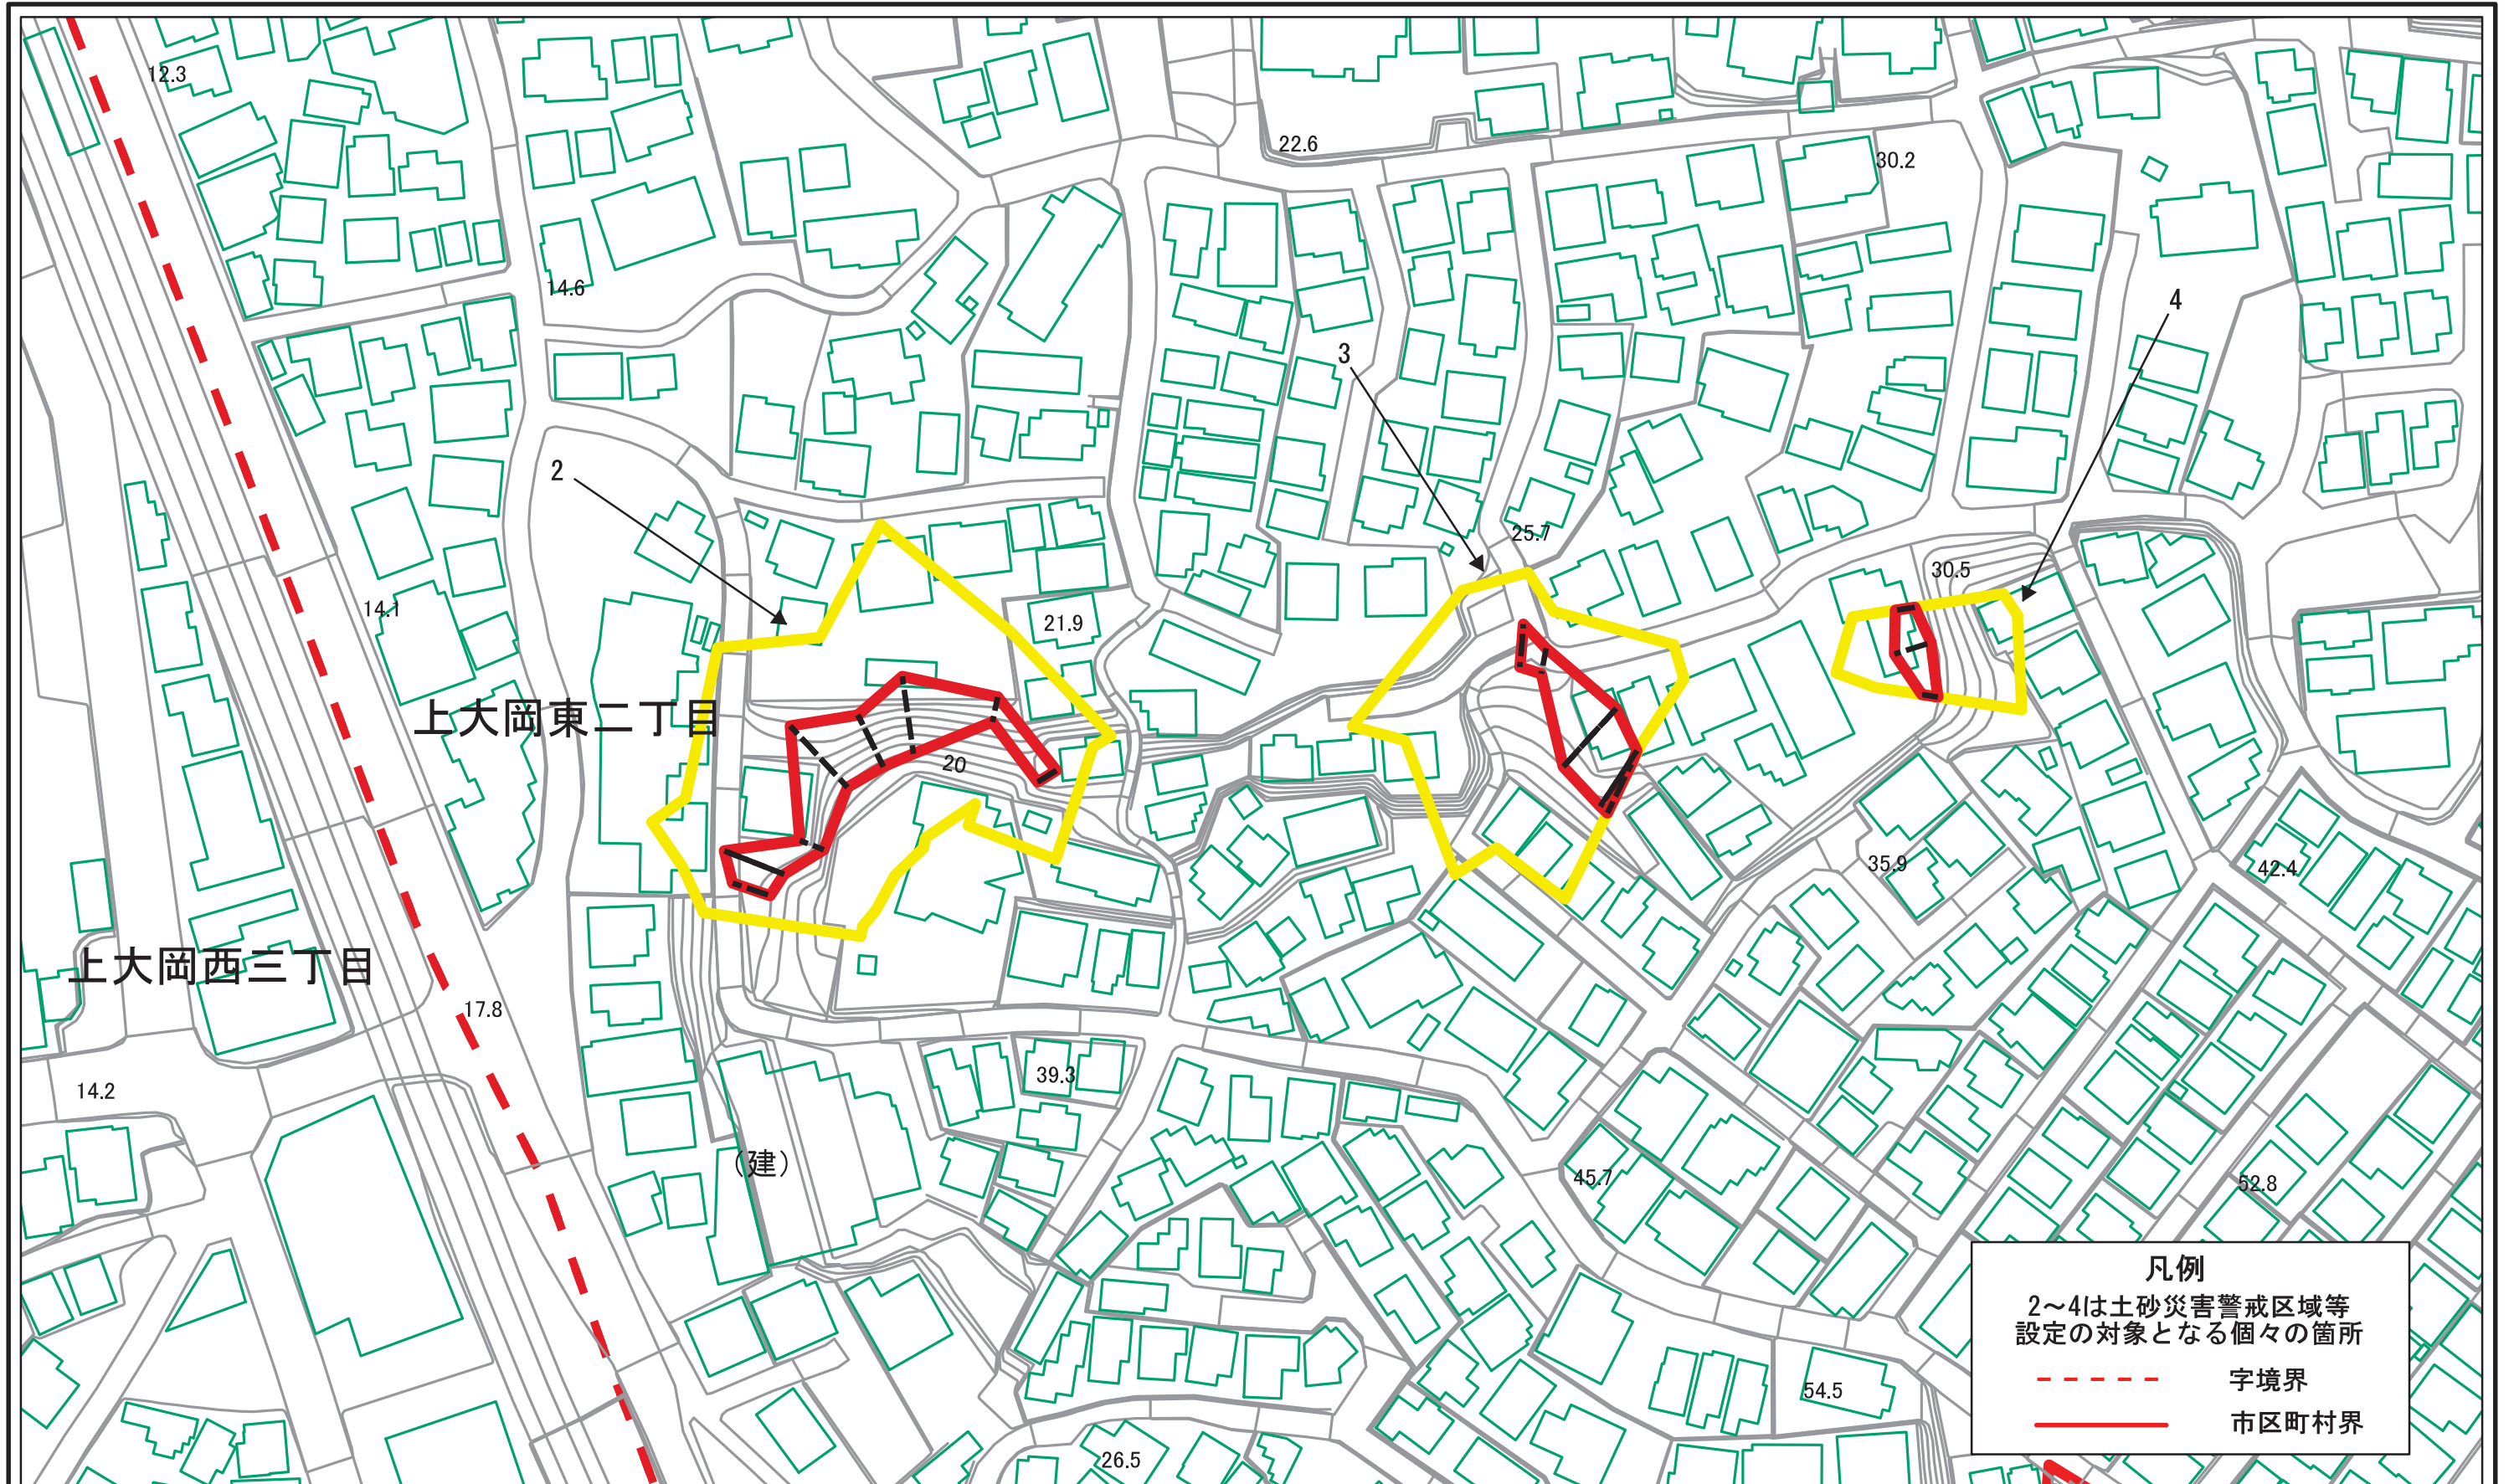 12.3
22.6
30.2
14.6
4
3
2
25.7
30.5
14.1
21.9
上大岡東二丁目
20
35.9
42.4
上大岡西三丁目
17.8
39.3
14.2
(建)
45.7
52.8
凡例
2~4は土砂災害警戒区域等
設定の対象となる個々の箇所
字境界
市区町村界
54.5
26.5